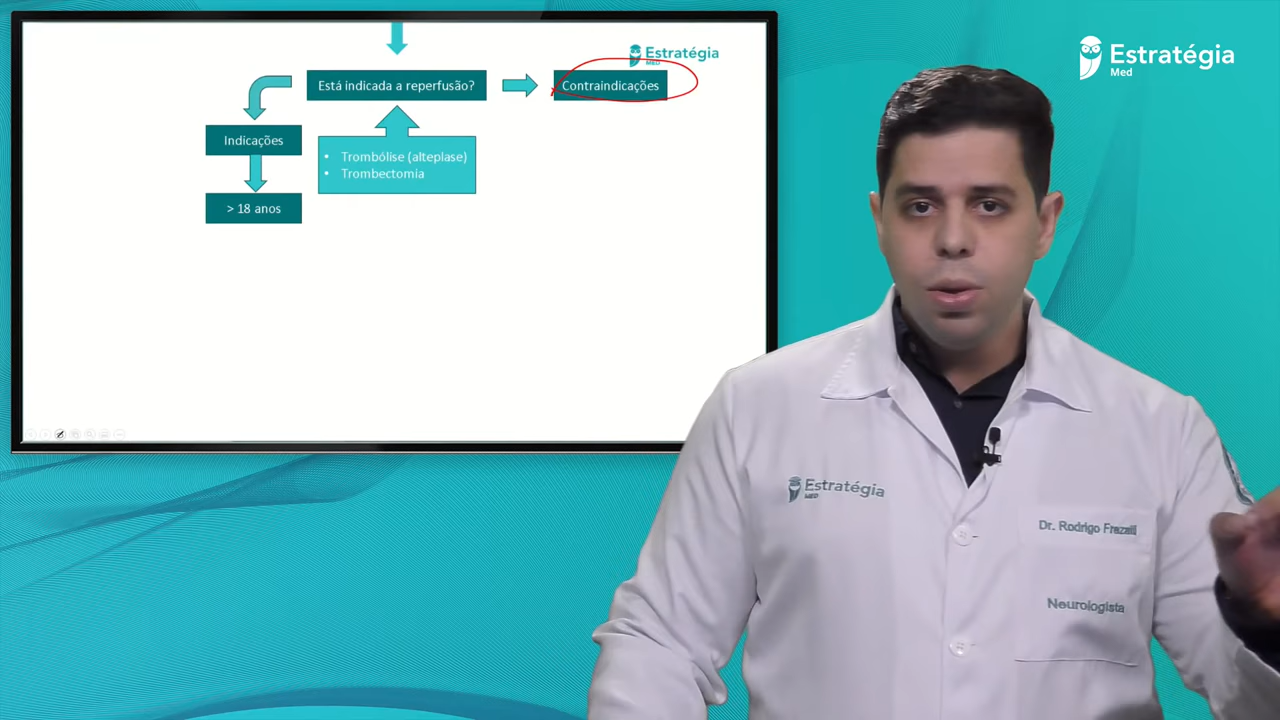 Estratégia
MED
Está indicada a reperfusão?
Contraindicações
Indicações
• Trombólise (alteplase)
• Trombectomia
> 18 anos
Estratégia
Med
Estratégia
MED
Dr. Rodrigo Frezatti
Neurologista